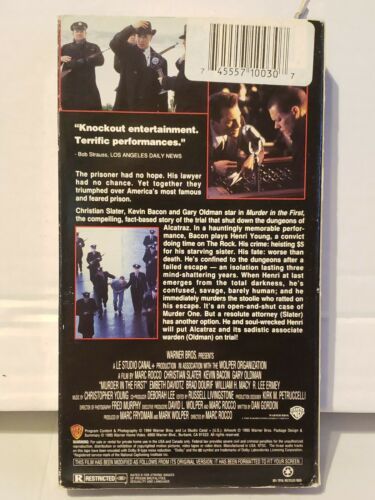 7 45557 10030 7
"Knockout entertainment.
Terrific performances."
- Bob Strauss, LOS ANGELES DAILY NEWS
The prisoner had no hope. His lawyer
had no chance. Yet together they
triumphed over America's most famous
and feared prison.
Christian Slater, Kevin Bacon and Gary Oldman star in Murder in the First,
the compelling, fact-based story of the trial that shut down the dungeons of
Alcatraz. In a hauntingly memorable perfor-
mance, Bacon plays Henri Young, a convict
doing time on The Rock. His crime: heisting $5
for his starving sister. His fate: worse than
death. He's confined to the dungeons after a
failed escape — an isolation lasting three
mind-shattering years. When Henri at last
emerges from the total darkness, he's
confused, savage, barely human; and he
immediately murders the stoolie who ratted on
his escape. It's an open-and-shut case of
Murder One. But a resolute attorney (Slater)
has another option. He and soul-wrecked Henri
will put Alcatraz and its sadistic associate
warden (Oldman) on trial!
WARNER BROS. PRESENTS
A LE STUDIO CANAL+ PRODUCTION IN ASSOCIATION WITH THE WOLPER ORGANIZATION
A FILM BY MARC ROCCO CHRISTIAN SLATER KEVIN BACON GARY OLDMAN
"MURDER IN THE FIRST" EMBETH DAVIDTZ BRAD DOURIF WILLIAM H. MACY R. LEE ERMEY
MUSIC BY CHRISTOPHER YOUNG CO-PRODUCER DEBORAH LEE EDITED BY RUSSELL LIVINGSTONE PRODUCTION DESIGNER KIRK M. PETRUCCELLI
DIRECTOR OF PHOTOGRAPHY FRED MURPHY EXECUTIVE PRODUCERS DAVID L. WOLPER AND MARC ROCCO WRITTEN BY DAN GORDON
PRODUCED BY MARC FRYDMAN AND MARK WOLPER DIRECTED BY MARC ROCCO
THIS FILM HAS BEEN MODIFIED AS FOLLOWS FROM ITS ORIGINAL VERSION: IT HAS BEEN FORMATTED TO FIT YOUR SCREEN.
R RESTRICTED